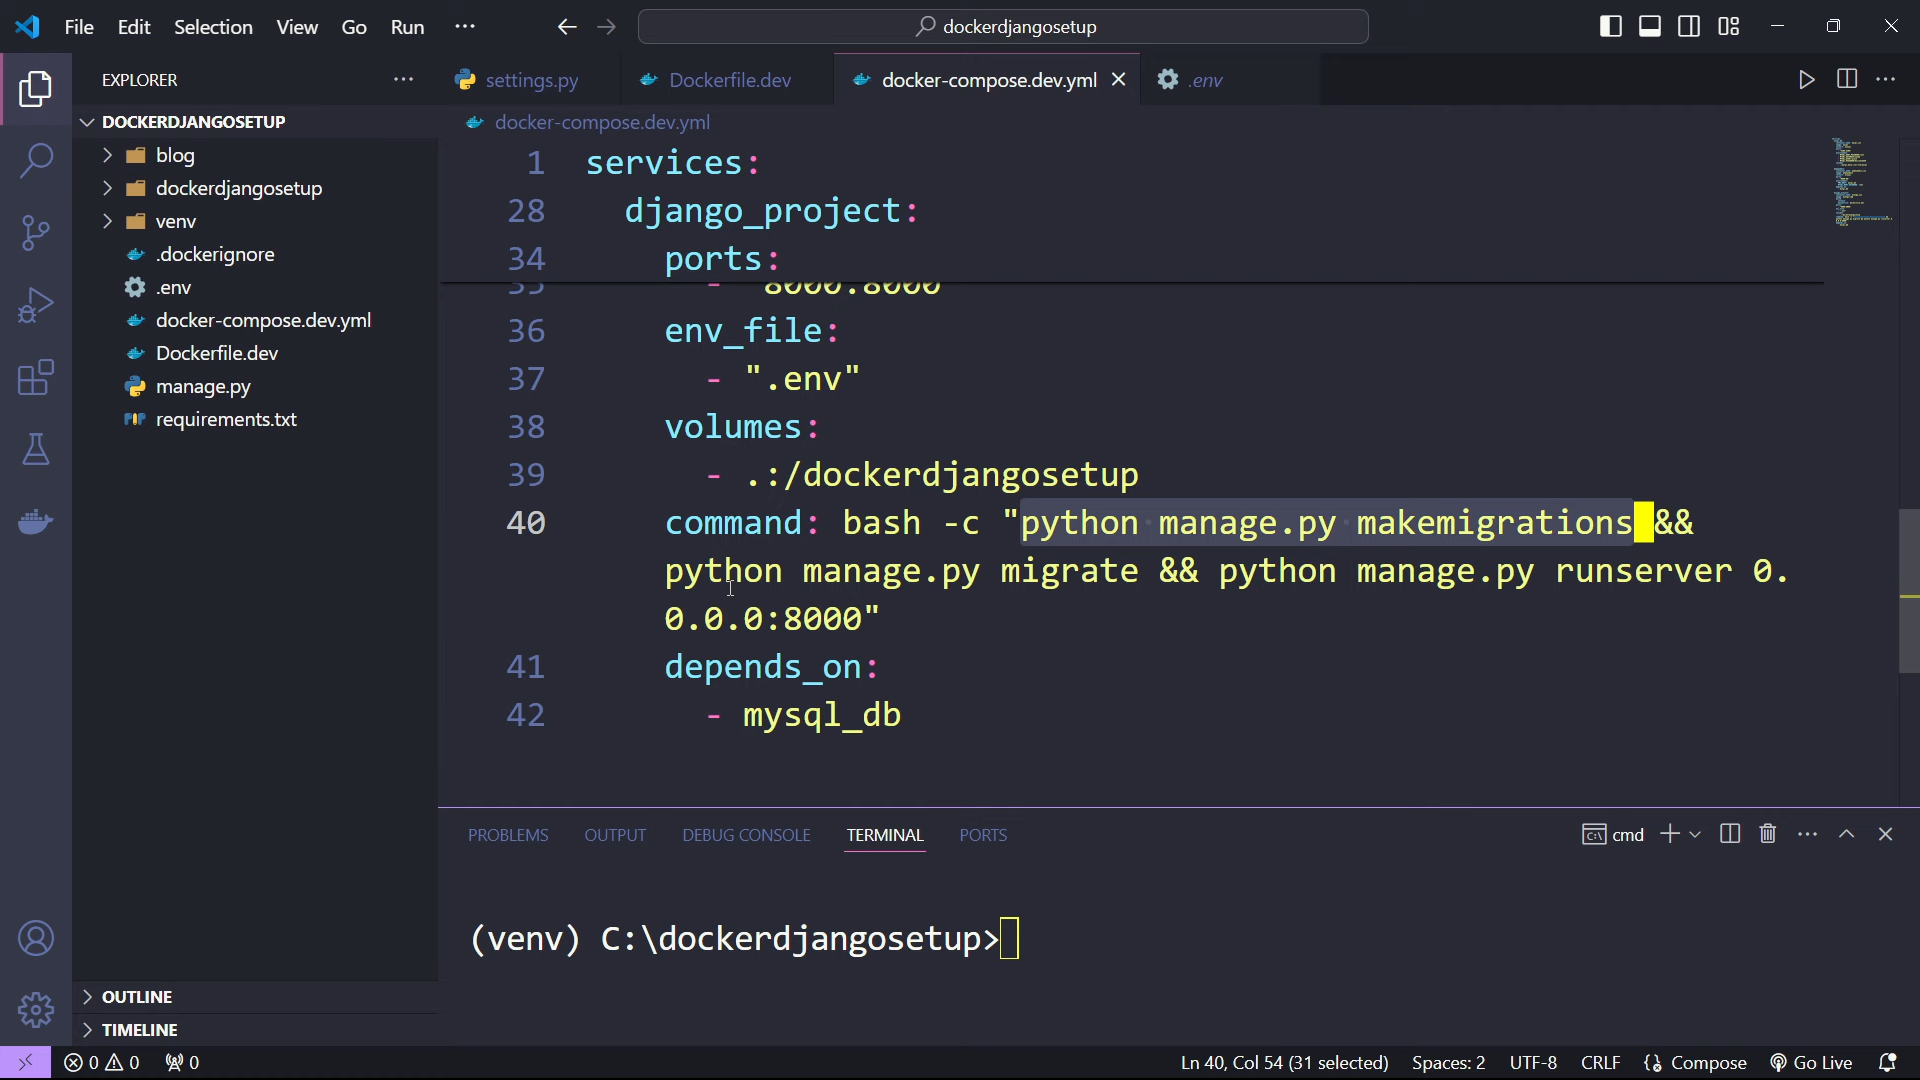 File Edit Selection View Go Run ··· dockerdjangosetup
EXPLORER
settings.py Dockerfile.dev docker-compose.dev.yml .env
DOCKERDJANGOSETUP
blog
dockerdjangosetup
venv
.dockerignore
.env
docker-compose.dev.yml
Dockerfile.dev
manage.py
requirements.txt
OUTLINE
TIMELINE
docker-compose.dev.yml
1 services:
28 django_project:
34 ports:
35 - 8000:8000
36 env_file:
37 - ".env"
38 volumes:
39 - .:/dockerdjangosetup
40 command: bash -c "python manage.py makemigrations &&
python manage.py migrate && python manage.py runserver 0.
0.0.0:8000"
41 depends_on:
42 - mysql_db
PROBLEMS OUTPUT DEBUG CONSOLE TERMINAL PORTS cmd
(venv) C:\dockerdjangosetup>
0 0 0 Ln 40, Col 54 (31 selected) Spaces: 2 UTF-8 CRLF {} Compose Go Live